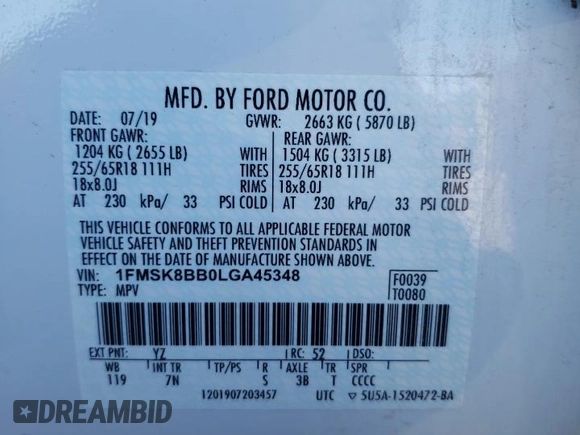 MFD. BY FORD MOTOR CO.
DATE: 07/19 GVWR: 2663 KG ( 5870 LB)
FRONT GAWR: REAR GAWR:
1204 KG ( 2655 LB) WITH 1504 KG ( 3315 LB) WITH
255/65R18 111H TIRES 255/65R18 111H TIRES
18x8.0J RIMS 18x8.0J RIMS
AT 230 kPa/ 33 PSI COLD AT 230 kPa/ 33 PSI COLD
THIS VEHICLE CONFORMS TO ALL APPLICABLE FEDERAL MOTOR
VEHICLE SAFETY AND THEFT PREVENTION STANDARDS IN
EFFECT ON THE DATE OF MANUFACTURE SHOWN ABOVE.
VIN: 1FMSK8BB0LGA45348 F0039
TYPE: MPV T0080
EXT PNT: YZ RC: 52 DSO:
WB INT TR TP/PS R AXLE TR SPR
119 7N S 3B T CCCC
1201907203457 UTC ▽ 5U5A-1520472-BA
DREAMBID